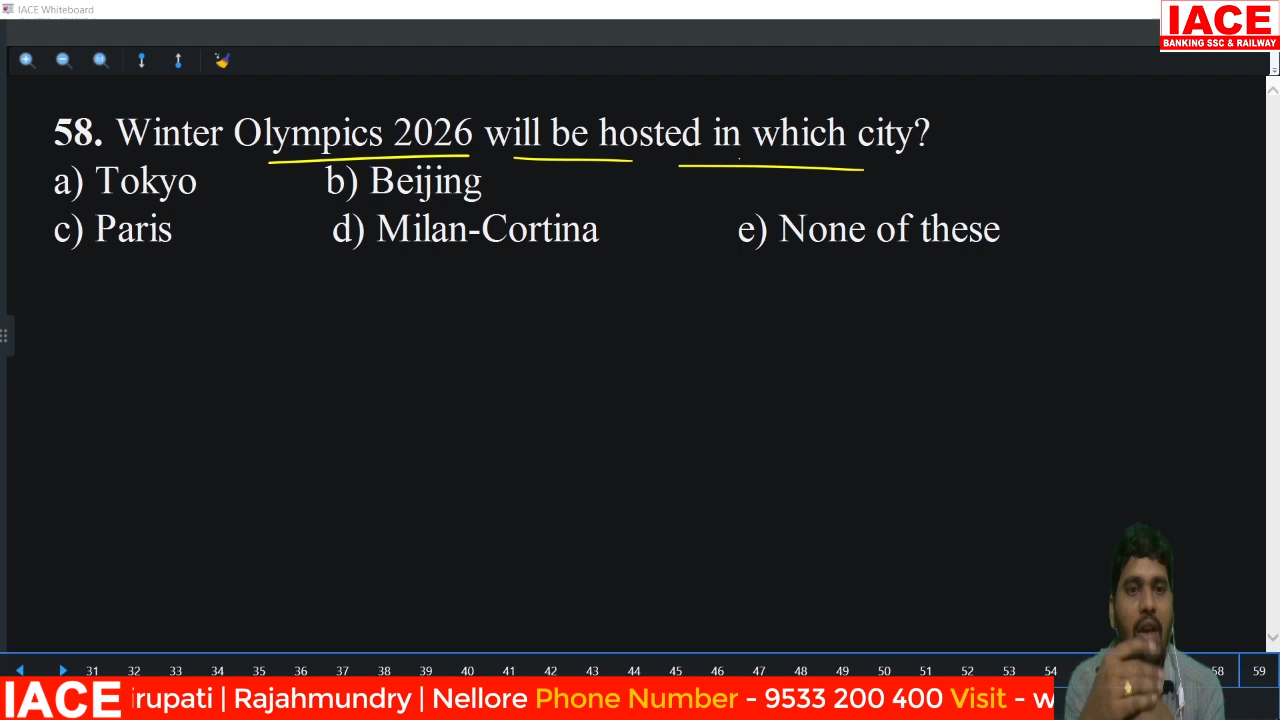 IACE Whiteboard
IACE
BANKING SSC & RAILWAY
58. Winter Olympics 2026 will be hosted in which city?
a) Tokyo b) Beijing
c) Paris d) Milan-Cortina e) None of these
31 32 33 34 35 36 37 38 39 40 41 42 43 44 45 46 47 48 49 50 51 52 53 54 58 59
IACE irupati | Rajahmundry | Nellore Phone Number - 9533 200 400 Visit - w